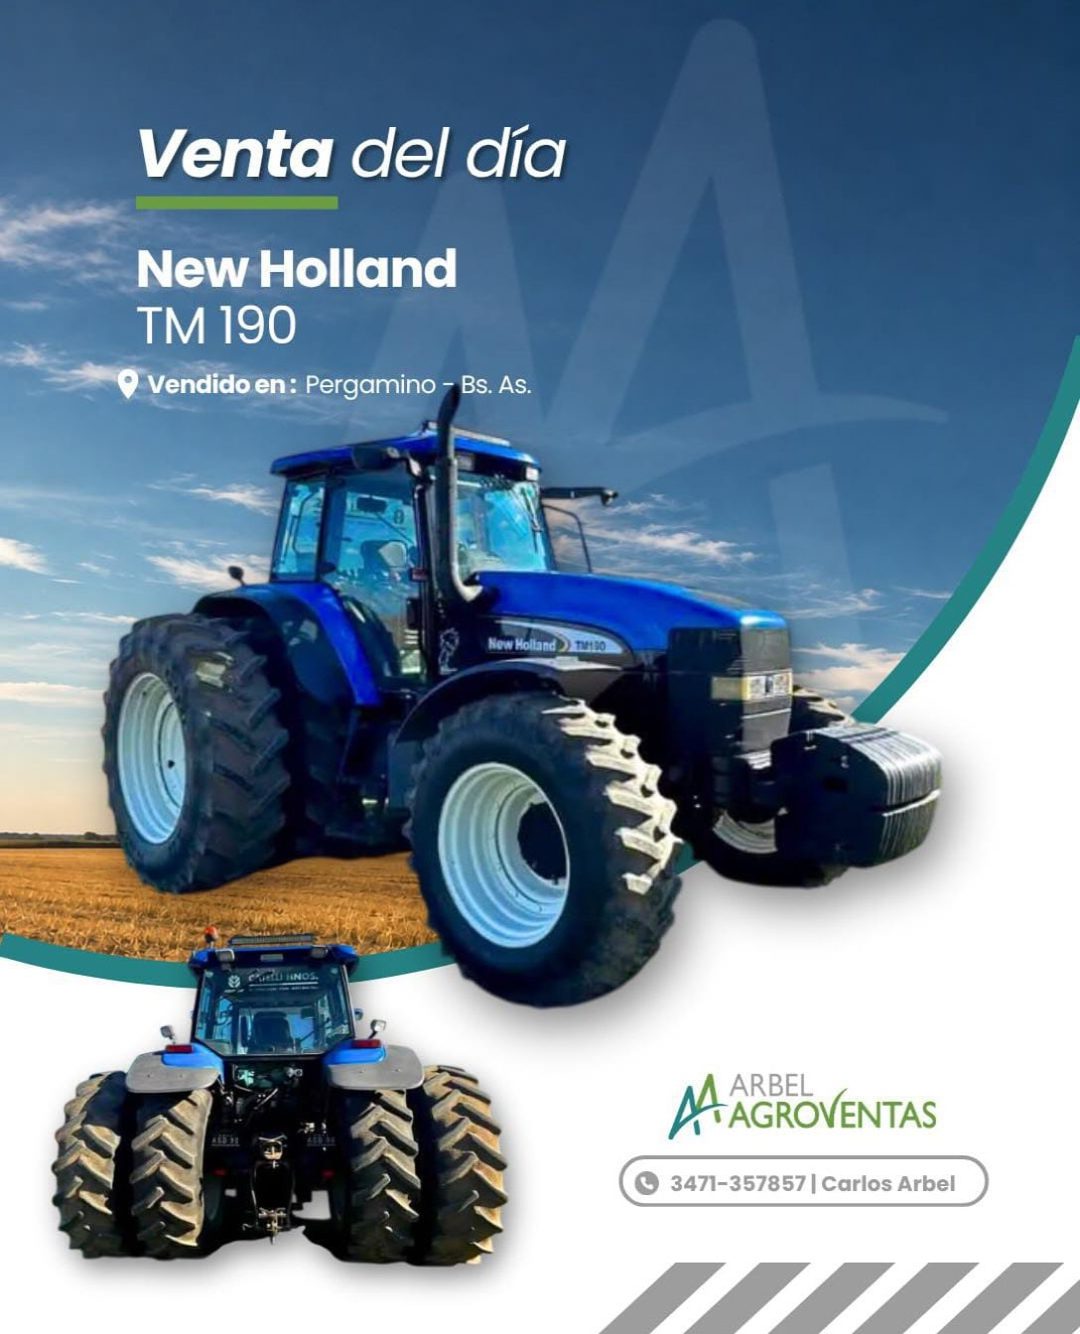 Venta del día
New Holland
TM 190
Vendido en: Pergamino - Bs. As.
New Holland TM190
HNOS.
ARBEL
AGROVENTAS
3471-357857 | Carlos Arbel